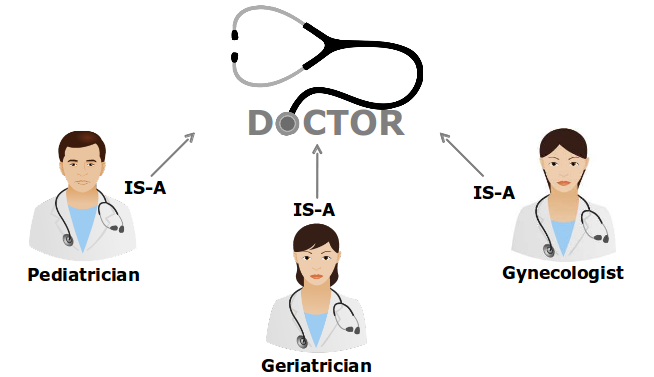 DOCTOR
IS-A
IS-A
IS-A
Pediatrician
Gynecologist
Geriatrician